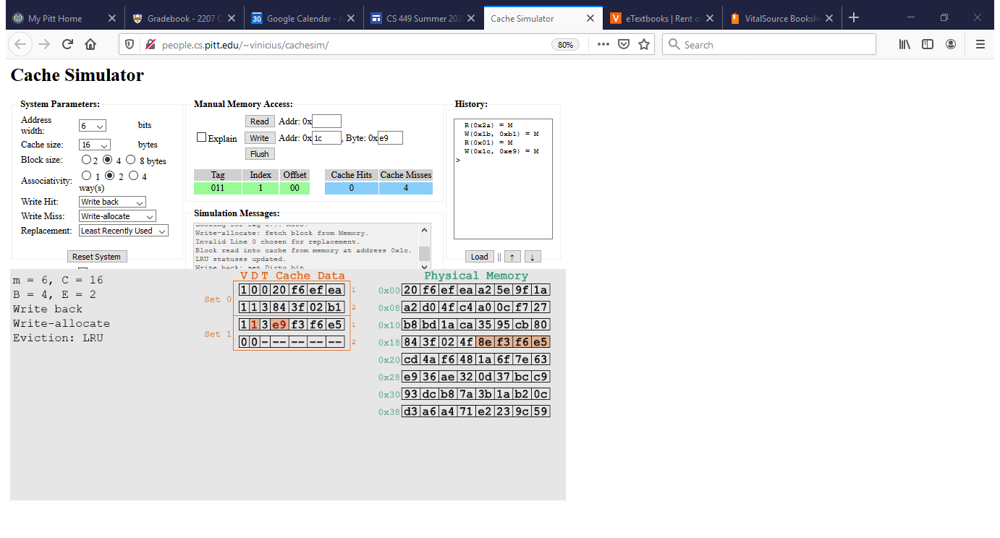 My Pitt Home
Gradebook - 2207 C
30 Google Calendar - J
CS 449 Summer 202
Cache Simulator
V eTextbooks | Rent o
VitalSource Booksh
people.cs.pitt.edu/~vinicius/cachesim/
80%
Search
Cache Simulator
System Parameters:
Address width: 6 bits
Cache size: 16 bytes
Block size: 2 4 8 bytes
Associativity: 1 2 4 way(s)
Write Hit: Write back
Write Miss: Write-allocate
Replacement: Least Recently Used
Reset System
Manual Memory Access:
Read Addr: 0x
Explain Write Addr: 0x 1c , Byte: 0x e9
Flush
Tag Index Offset Cache Hits Cache Misses
011 1 00 0 4
Simulation Messages:
Write-allocate: fetch block from Memory.
Invalid Line 0 chosen for replacement.
Block read into cache from memory at address 0x1c.
LRU statuses updated.
Write back: set Dirty bit.
History:
R(0x2a) = M
W(0x1b, 0xb1) = M
R(0x01) = M
W(0x1c, 0xe9) = M
>
Load || ↑ ↓
m = 6, C = 16
B = 4, E = 2
Write back
Write-allocate
Eviction: LRU
V D T Cache Data
Set 0
1 0 0 20 f6 ef ea 1
1 1 3 84 3f 02 b1 2
Set 1
1 1 3 e9 f3 f6 e5 1
0 0 - -- -- -- -- 2
Physical Memory
0x00 20 f6 ef ea a2 5e 9f 1a
0x08 a2 d0 4f c4 a0 0c f7 27
0x10 b8 bd 1a ca 35 95 cb 80
0x18 84 3f 02 4f 8e f3 f6 e5
0x20 cd 4a f6 48 1a 6f 7e 63
0x28 e9 36 ae 32 0d 37 bc c9
0x30 93 dc b8 7a 3b 1a b2 0c
0x38 d3 a6 a4 71 e2 23 9c 59